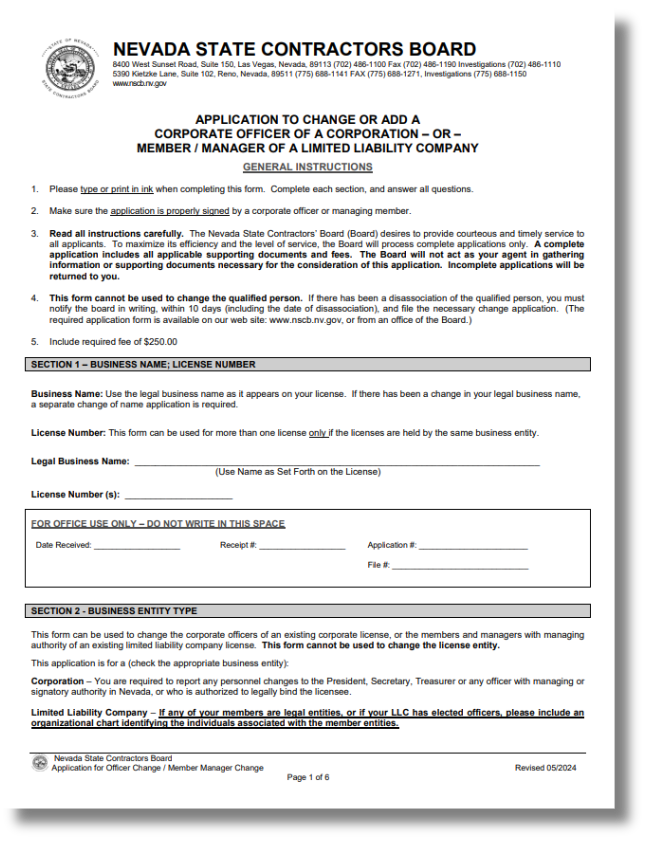 STATE OF NEVADA
STATE CONTRACTORS BOARD
NEVADA STATE CONTRACTORS BOARD
8400 West Sunset Road, Suite 150, Las Vegas, Nevada, 89113 (702) 486-1100 Fax (702) 486-1190 Investigations (702) 486-1110
5390 Kietzke Lane, Suite 102, Reno, Nevada, 89511 (775) 688-1141 FAX (775) 688-1271, Investigations (775) 688-1150
www.nscb.nv.gov
APPLICATION TO CHANGE OR ADD A
CORPORATE OFFICER OF A CORPORATION – OR –
MEMBER / MANAGER OF A LIMITED LIABILITY COMPANY
GENERAL INSTRUCTIONS
1. Please type or print in ink when completing this form. Complete each section, and answer all questions.
2. Make sure the application is properly signed by a corporate officer or managing member.
3. Read all instructions carefully. The Nevada State Contractors' Board (Board) desires to provide courteous and timely service to
all applicants. To maximize its efficiency and the level of service, the Board will process complete applications only. A complete
application includes all applicable supporting documents and fees. The Board will not act as your agent in gathering
information or supporting documents necessary for the consideration of this application. Incomplete applications will be
returned to you.
4. This form cannot be used to change the qualified person. If there has been a disassociation of the qualified person, you must
notify the board in writing, within 10 days (including the date of disassociation), and file the necessary change application. (The
required application form is available on our web site: www.nscb.nv.gov, or from an office of the Board.)
5. Include required fee of $250.00
SECTION 1 – BUSINESS NAME; LICENSE NUMBER
Business Name: Use the legal business name as it appears on your license. If there has been a change in your legal business name,
a separate change of name application is required.
License Number: This form can be used for more than one license only if the licenses are held by the same business entity.
Legal Business Name: ____________________
(Use Name as Set Forth on the License)
License Number (s): ____________________
FOR OFFICE USE ONLY – DO NOT WRITE IN THIS SPACE
Date Received: __________________ Receipt #: __________________ Application #: ______________________
File #: ____________________________
SECTION 2 - BUSINESS ENTITY TYPE
This form can be used to change the corporate officers of an existing corporate license, or the members and managers with managing
authority of an existing limited liability company license. This form cannot be used to change the license entity.
This application is for a (check the appropriate business entity):
Corporation – You are required to report any personnel changes to the President, Secretary, Treasurer or any officer with managing or
signatory authority in Nevada, or who is authorized to legally bind the licensee.
Limited Liability Company – If any of your members are legal entities, or if your LLC has elected officers, please include an
organizational chart identifying the individuals associated with the member entities.
Nevada State Contractors Board
Application for Officer Change / Member Manager Change Revised 05/2024
Page 1 of 6